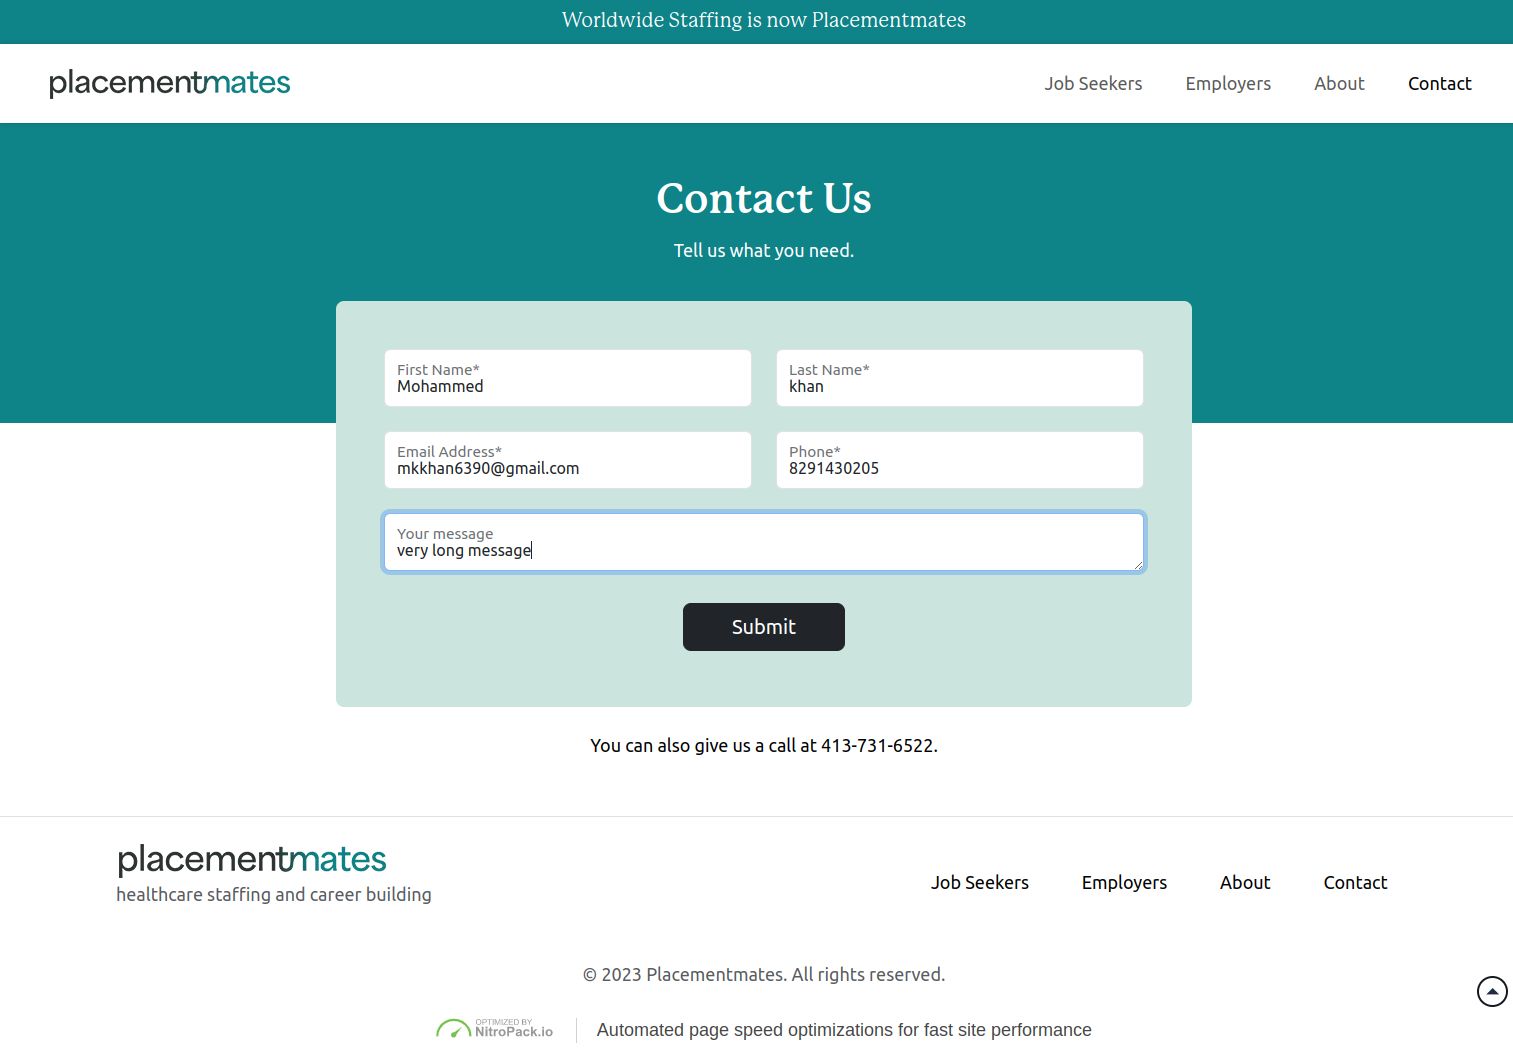 Worldwide Staffing is now Placementmates
placementmates
Job Seekers Employers About Contact
Contact Us
Tell us what you need.
First Name* Last Name*
Mohammed khan
Email Address* Phone*
mkkhan6390@gmail.com 8291430205
Your message
very long message
Submit
You can also give us a call at 413-731-6522.
placementmates
healthcare staffing and career building
Job Seekers Employers About Contact
© 2023 Placementmates. All rights reserved.
OPTIMIZED BY
NitroPack.io
Automated page speed optimizations for fast site performance